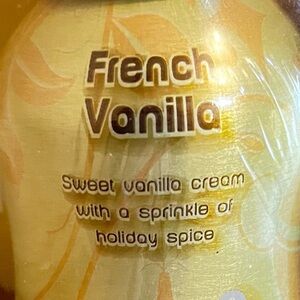 French
Vanilla
Sweet vanilla cream
with a sprinkle of
holiday spice